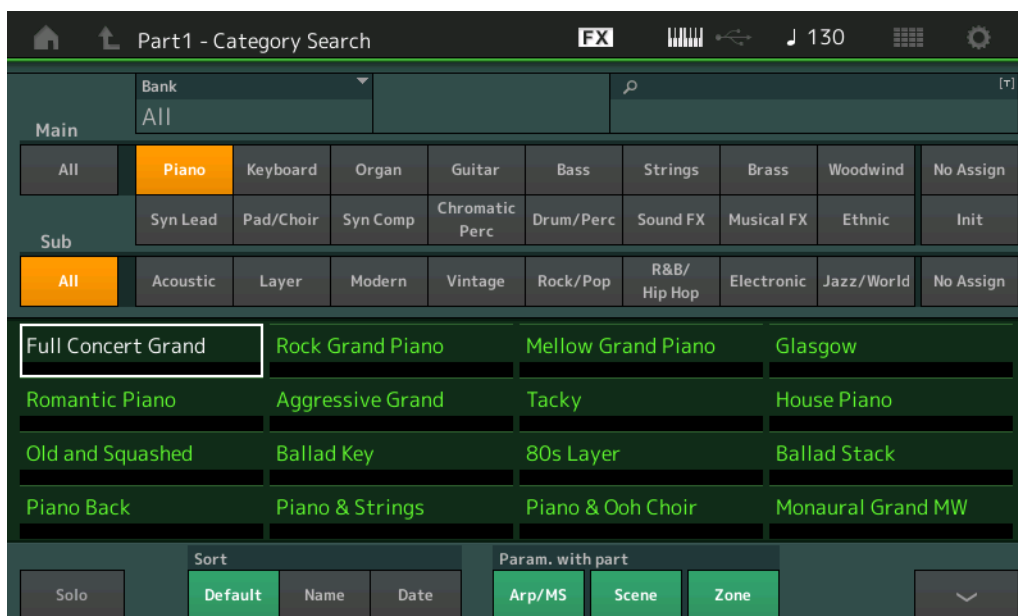 Part1 - Category Search FX ♩ 130
Bank [T]
All
Main
All Piano Keyboard Organ Guitar Bass Strings Brass Woodwind No Assign
Syn Lead Pad/Choir Syn Comp Chromatic Perc Drum/Perc Sound FX Musical FX Ethnic Init
Sub
All Acoustic Layer Modern Vintage Rock/Pop R&B/ Hip Hop Electronic Jazz/World No Assign
Full Concert Grand Rock Grand Piano Mellow Grand Piano Glasgow
Romantic Piano Aggressive Grand Tacky House Piano
Old and Squashed Ballad Key 80s Layer Ballad Stack
Piano Back Piano & Strings Piano & Ooh Choir Monaural Grand MW
Sort Param. with part
Solo Default Name Date Arp/MS Scene Zone